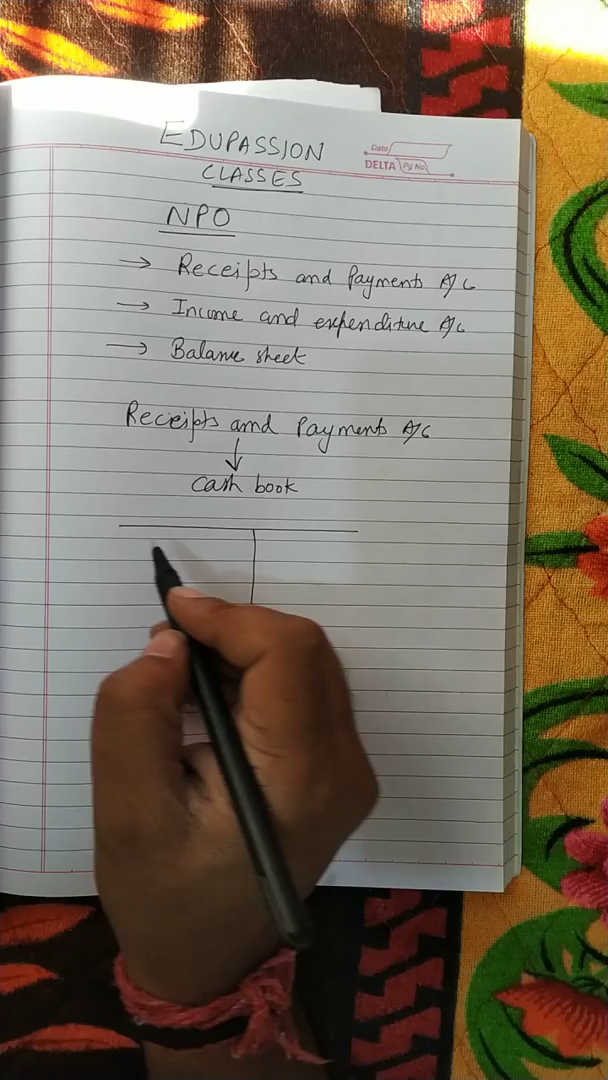 EDUPASSION
CLASSES
Date
DELTA Pg No.
NPO
→ Receipts and Payments A/c
→ Income and expenditure A/c
→ Balance sheet
Receipts and Payments A/c
↓
Cash book